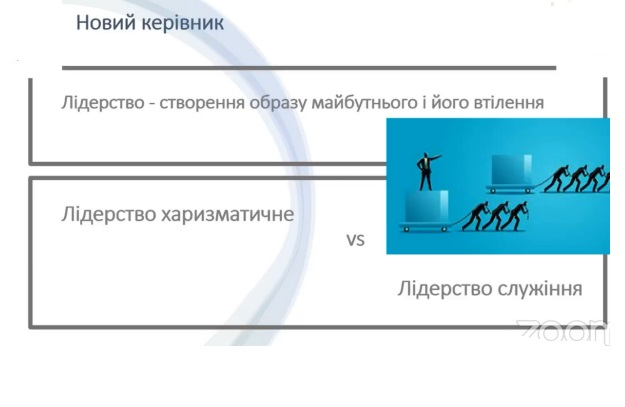 Новий керівник
Лідерство - створення образу майбутнього і його втілення
Лідерство харизматичне
vs
Лідерство служіння
zoom